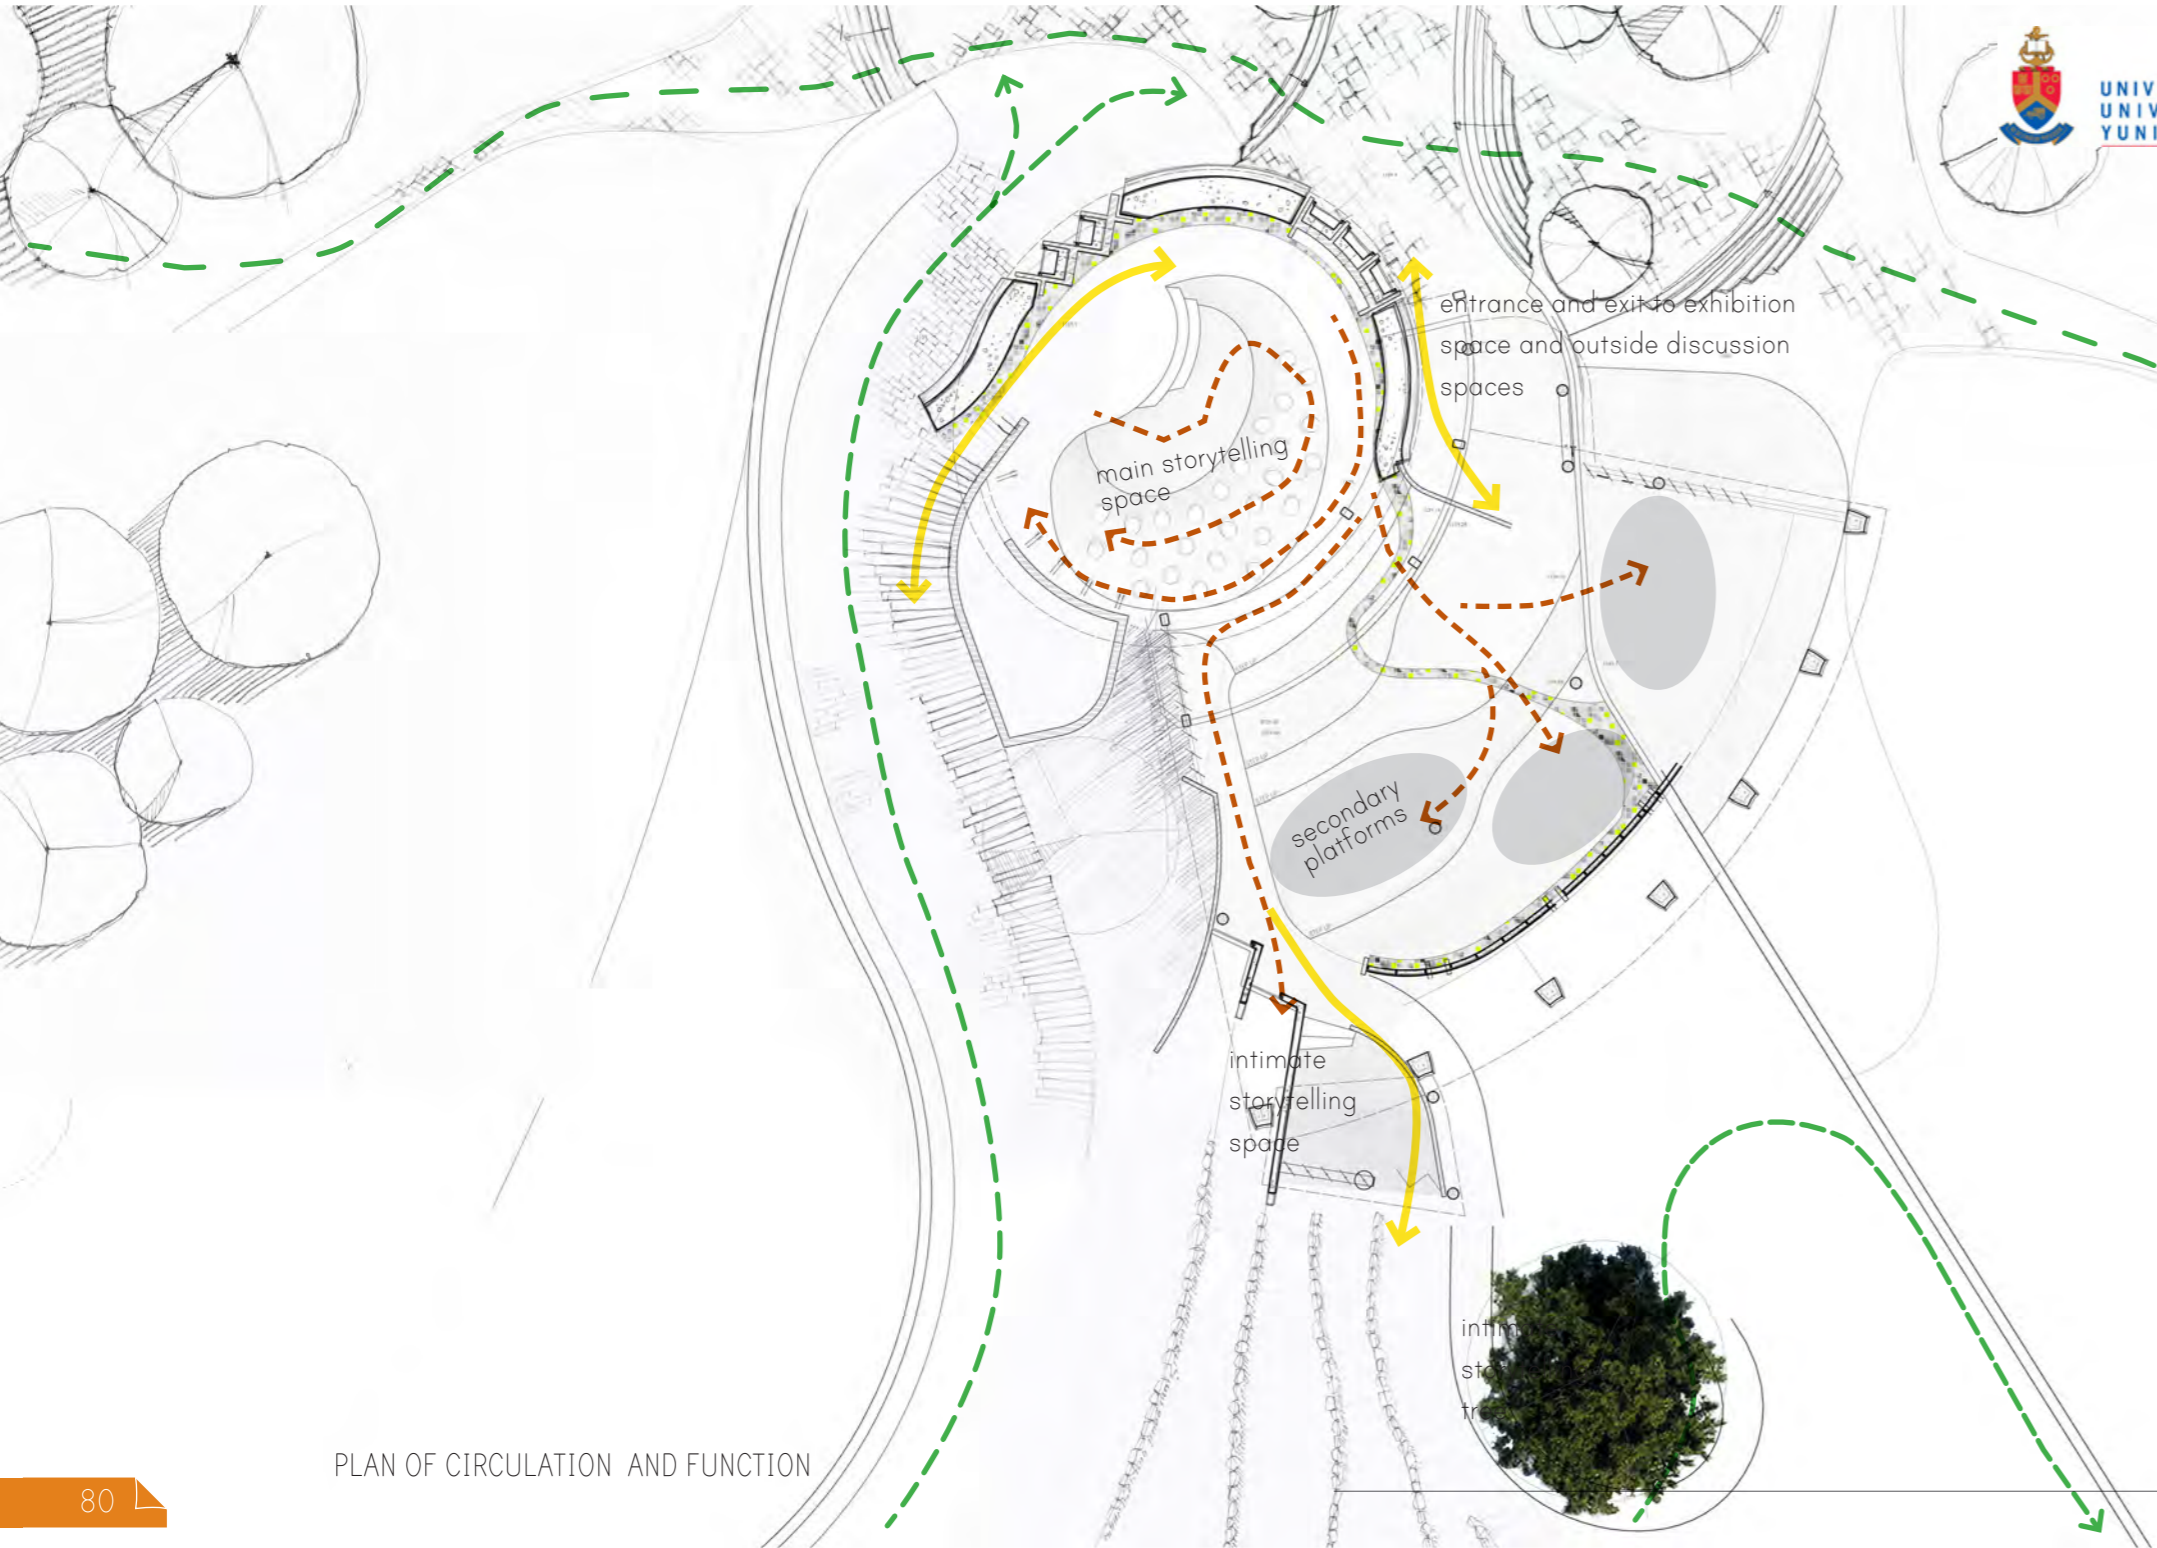 UNIV
UNIV
YUNI
entrance and exit to exhibition
space and outside discussion
spaces
main storytelling
space
secondary
platforms
intimate
storytelling
space
PLAN OF CIRCULATION AND FUNCTION
80